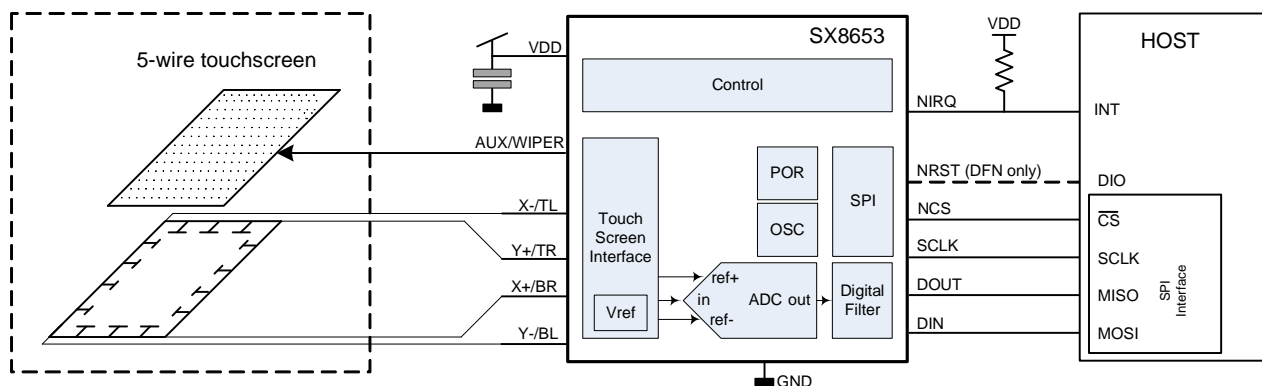 5-wire touchscreen
VDD
AUX/WIPER
X-/TL
Y+/TR
X+/BR
Y-/BL
SX8653
Control
Touch
Screen
Interface
Vref
POR
OSC
SPI
ref+
in
ref-
ADC out
Digital
Filter
GND
VDD
NIRQ
NRST (DFN only)
NCS
SCLK
DOUT
DIN
HOST
INT
DIO
CS
SCLK
MISO
MOSI
SPI
Interface